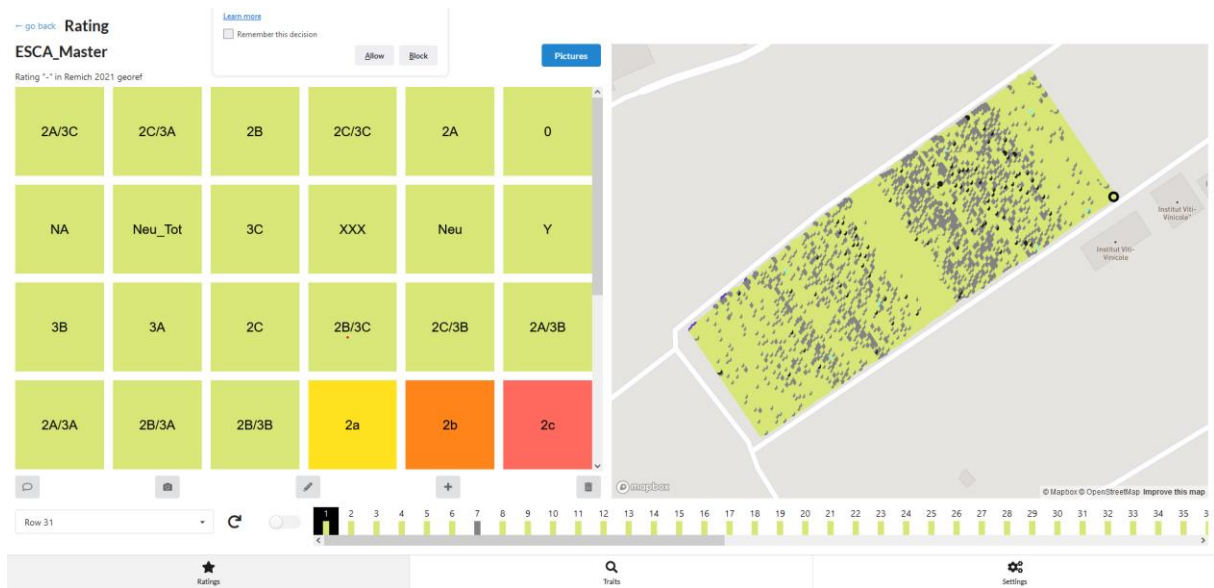 ← go back Rating
ESCA_Master
Rating "-" in Remich 2021 georef
Learn more
Remember this decision
Allow Block
Pictures
2A/3C 2C/3A 2B 2C/3C 2A 0
NA Neu_Tot 3C XXX Neu Y
3B 3A 2C 2B/3C 2C/3B 2A/3B
2A/3A 2B/3A 2B/3B 2a 2b 2c
Institut Viti-
Vinicole"
Institut Viti-
Vinicole
mapbox
© Mapbox © OpenStreetMap Improve this map
Row 31
1 2 3 4 5 6 7 8 9 10 11 12 13 14 15 16 17 18 19 20 21 22 23 24 25 26 27 28 29 30 31 32 33 34 35 3
Ratings
Traits
Settings